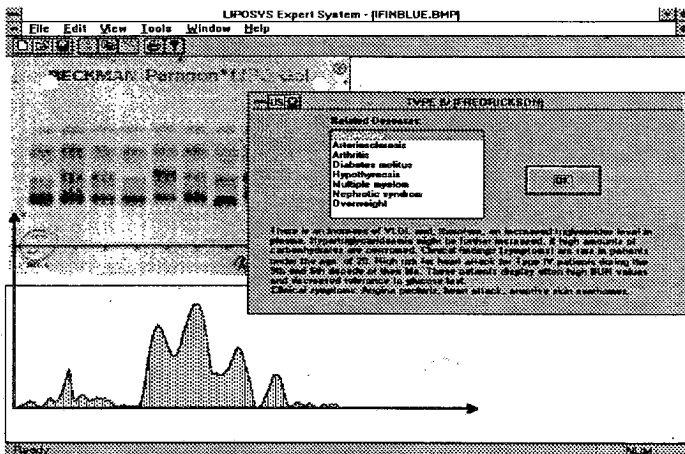 LIPOSYS Expert System - [IFINBLUE.BMP]
File Edit View Tools Window Help
BECKMAN Paragon
TYPE IV (FREDRICKSON)
Related Deseases:
Arteriosclerosis
Arthritis
Diabetes melitus
Hypothyreosis
Multiple myelom
Nephrotic syndrom
Overweight
OK
There is an increase of VLDL and, therefore, an increased triglycerides level in
plasma. Hypertriglyceridaemia might be further increased, if high amounts of
carbohydrate are consumed. Clinical findings (symptoms) are rare in patients
under the age of 20. High risk for heart attack for Type IV patients during the
5th and 6th decade of their life. These patients display often high BUN values
and decreased tolerance to glucose test.
Clinical symptoms: Angina pectoris, heart attack, eruptive skin xanthomes.
Ready
NUM